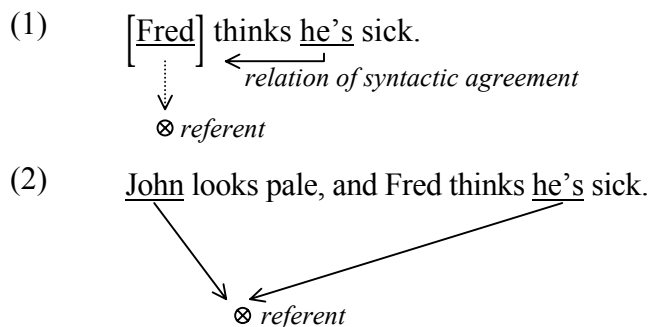 (1) [Fred] thinks he's sick.
relation of syntactic agreement
⊗ referent
(2) John looks pale, and Fred thinks he's sick.
⊗ referent